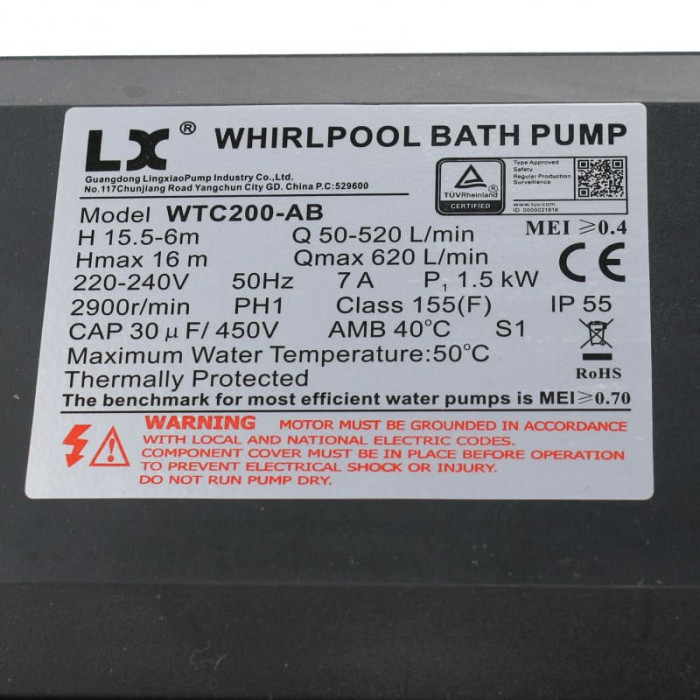 LX ® WHIRLPOOL BATH PUMP
Guangdong LingxiaoPump Industry Co.,Ltd.
No.117Chunjiang Road Yangchun City GD. China P.C:529600
TÜVRheinland
CERTIFIED
Type Approved
Safety
Regular Production
Surveillance
www.tuv.com
ID 0000021818
Model WTC200-AB
MEI ≥0.4
H 15.5-6m Q 50-520 L/min
Hmax 16 m Qmax 620 L/min
CE
220-240V 50Hz 7 A P₁ 1.5 kW
2900r/min PH1 Class 155(F) IP 55
CAP 30 μF/ 450V AMB 40°C S1
Maximum Water Temperature:50°C
RoHS
Thermally Protected
The benchmark for most efficient water pumps is MEI≥0.70
WARNING MOTOR MUST BE GROUNDED IN ACCORDANCE
WITH LOCAL AND NATIONAL ELECTRIC CODES.
COMPONENT COVER MUST BE IN PLACE BEFORE OPERATION
TO PREVENT ELECTRICAL SHOCK OR INJURY.
DO NOT RUN PUMP DRY.